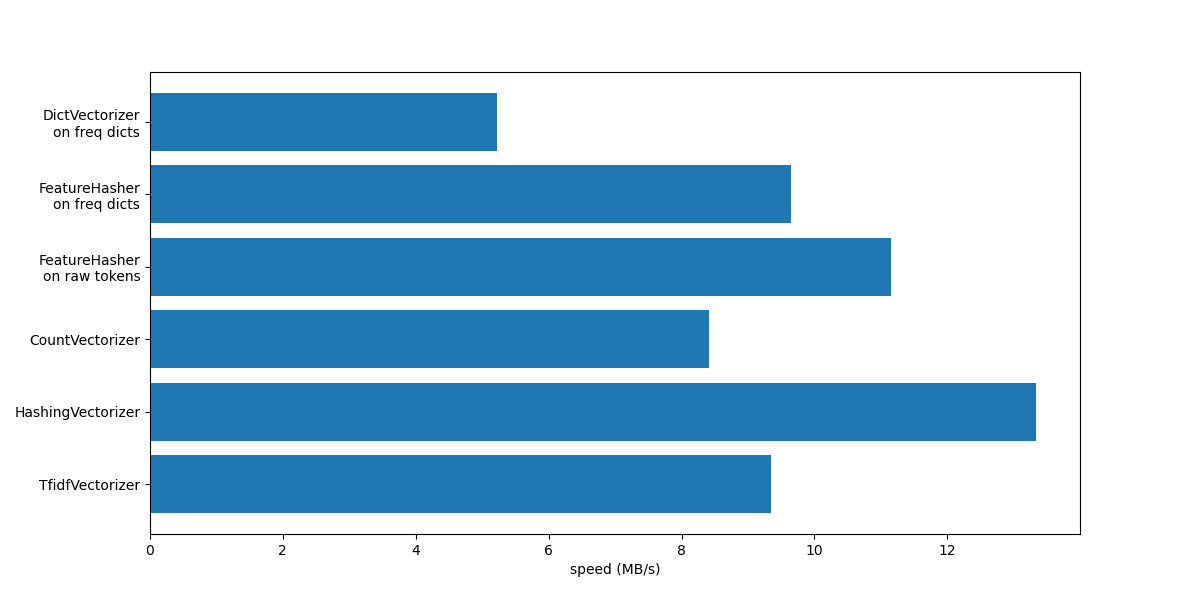 DictVectorizer
on freq dicts
FeatureHasher
on freq dicts
FeatureHasher
on raw tokens
CountVectorizer
HashingVectorizer
TfidfVectorizer
0 2 4 6 8 10 12
speed (MB/s)